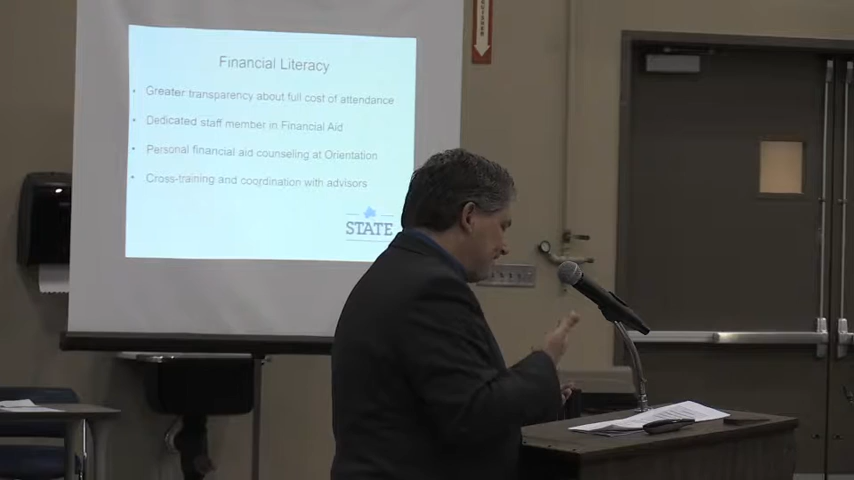 Financial Literacy
• Greater transparency about full cost of attendance
• Dedicated staff member in Financial Aid
• Personal financial aid counseling at Orientation
• Cross-training and coordination with advisors
STATE